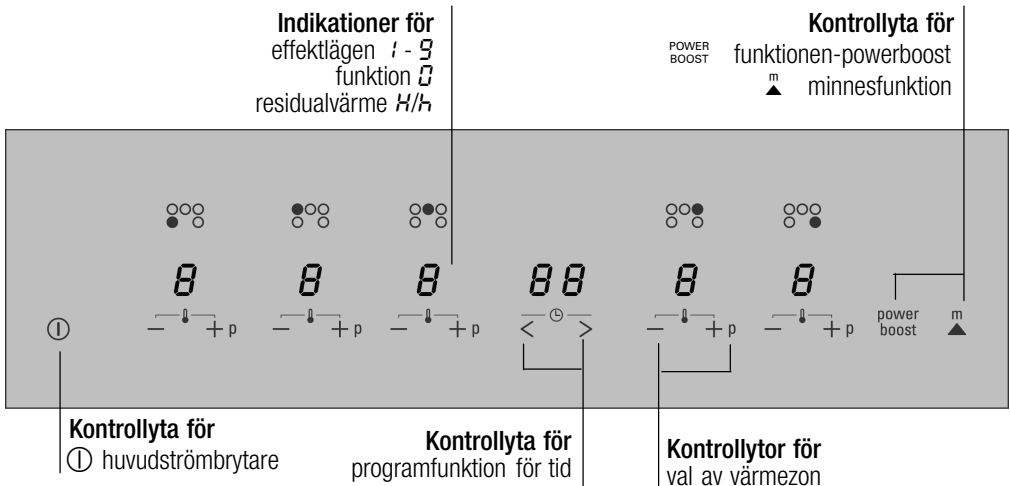 Indikationer för
effektlägen 1 - 9
funktion 0
residualvärme H/h
Kontrollyta för
POWER BOOST funktionen-powerboost
m ▲ minnesfunktion
8 8 8 88 8 8
− + p − + p − + p < > − + p − + p power boost m ▲
Kontrollyta för
huvudströmbrytare
Kontrollyta för
programfunktion för tid
Kontrollytor för
val av värmezon